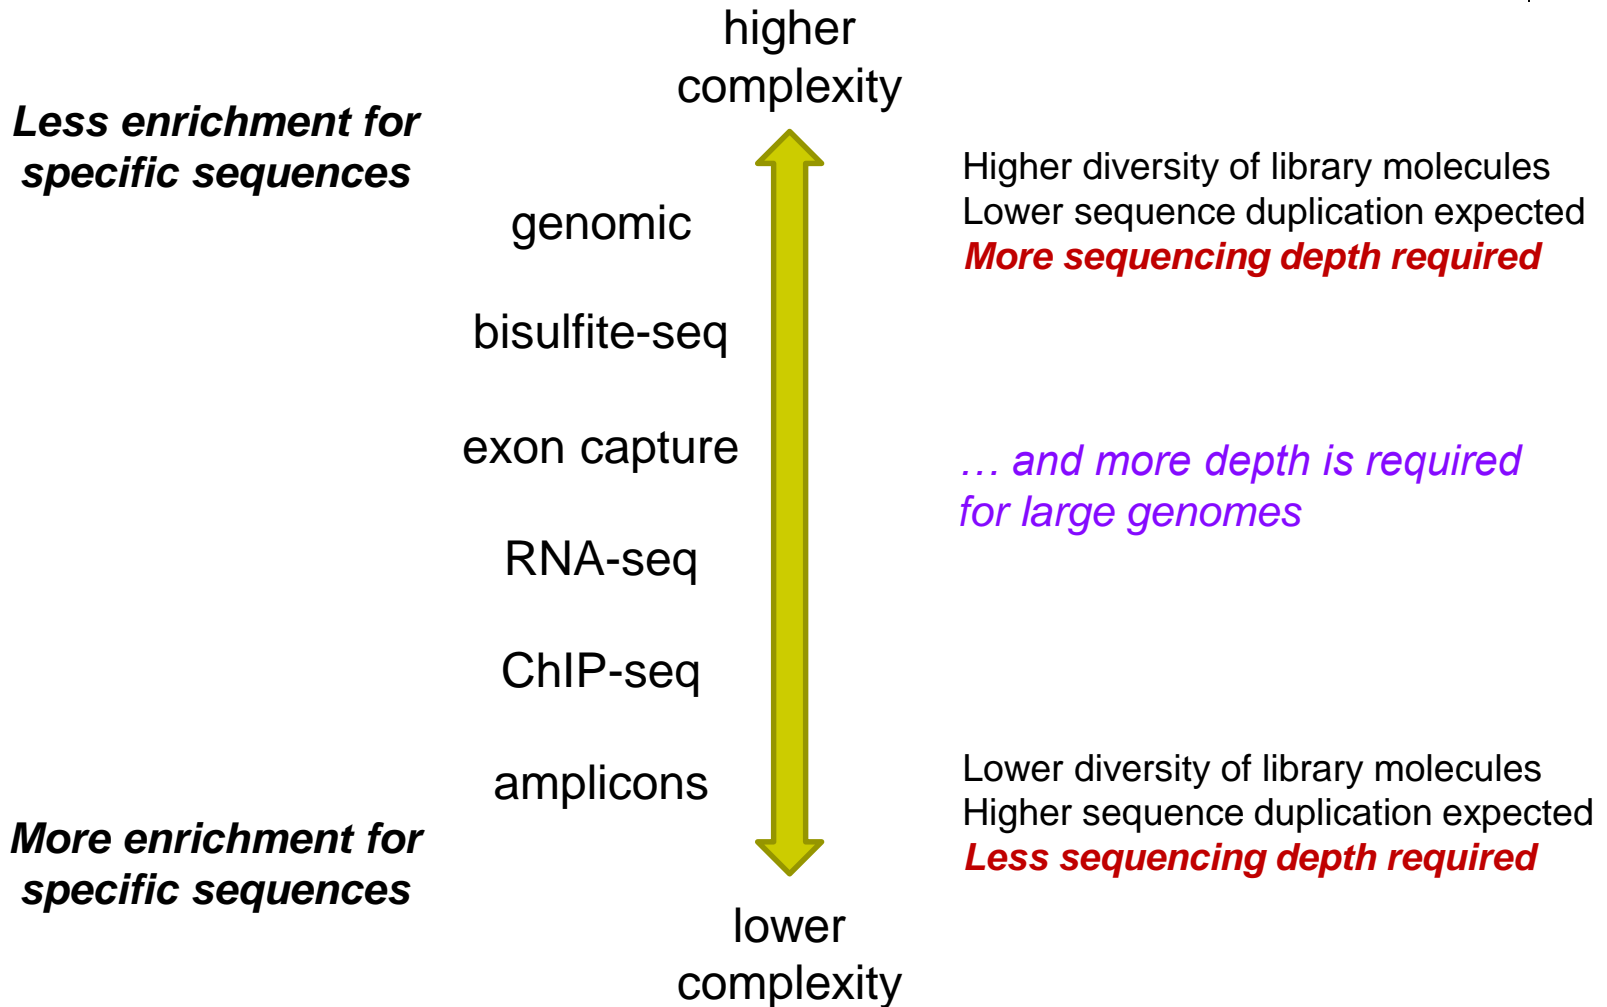 higher
complexity
Less enrichment for
specific sequences
Higher diversity of library molecules
Lower sequence duplication expected
More sequencing depth required
genomic
bisulfite-seq
exon capture
… and more depth is required
for large genomes
RNA-seq
ChIP-seq
amplicons
Lower diversity of library molecules
Higher sequence duplication expected
Less sequencing depth required
More enrichment for
specific sequences
lower
complexity